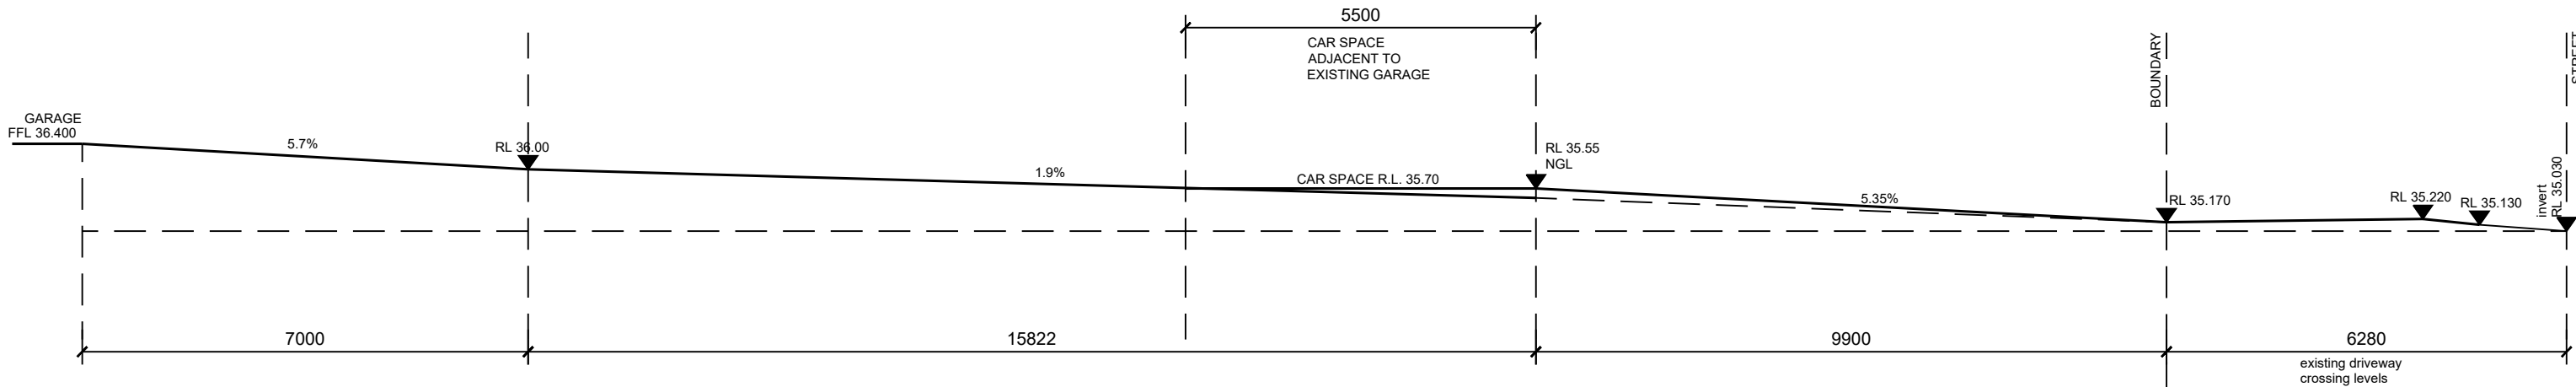 5500
CAR SPACE
ADJACENT TO
EXISTING GARAGE
BOUNDARY
STREET
GARAGE
FFL 36.400
5.7%
RL 36.00
1.9%
CAR SPACE R.L. 35.70
RL 35.55
NGL
5.35%
RL 35.170
RL 35.220
RL 35.130
invert
RL 35.030
7000
15822
9900
6280
existing driveway
crossing levels